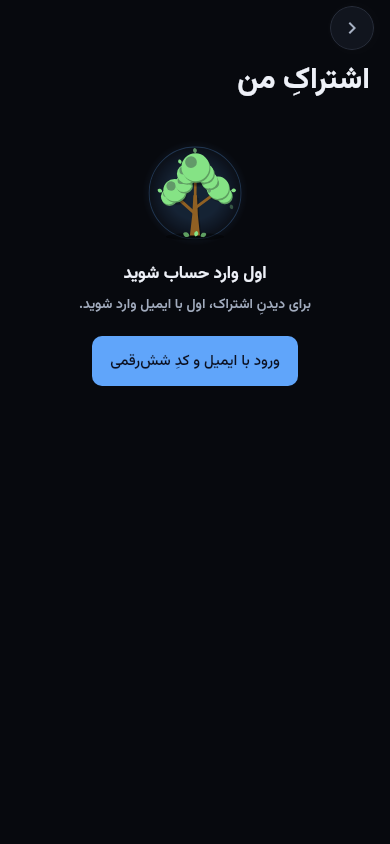 اشتراکِ من
اول وارد حساب شوید
برای دیدنِ اشتراک، اول با ایمیل وارد شوید.
ورود با ایمیل و کدِ شش‌رقمی